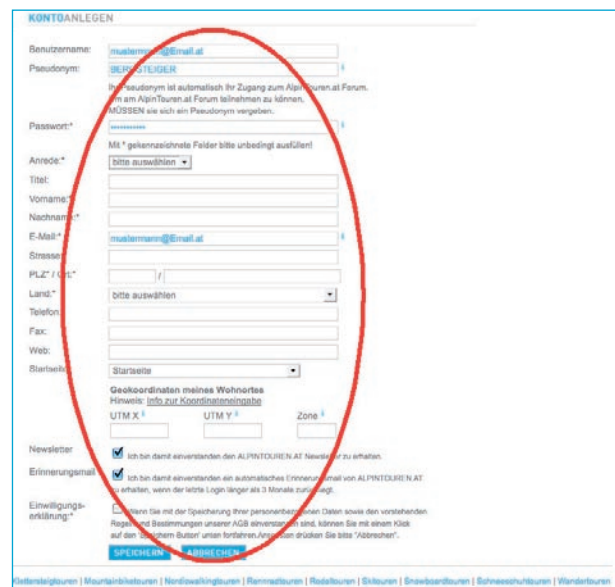 KONTOANLEGEN
Benutzername: mustermann@Email.at
Pseudonym: BERGSTEIGER i
Ihr Pseudonym ist automatisch Ihr Zugang zum AlpinTouren.at Forum.
Um am AlpinTouren.at Forum teilnehmen zu können,
MÜSSEN sie sich ein Pseudonym vergeben.
Passwort:* •••••••••••• i
Mit * gekennzeichnete Felder bitte unbedingt ausfüllen!
Anrede:* bitte auswählen
Titel:
Vorname:*
Nachname:*
E-Mail:* mustermann@Email.at i
Strasse:
PLZ* / Ort:* /
Land:* bitte auswählen
Telefon:
Fax:
Web:
Startseite: Startseite
Geokoordinaten meines Wohnortes
Hinweis: Info zur Koordinateneingabe
UTM X i UTM Y i Zone i
Newsletter Ich bin damit einverstanden den ALPINTOUREN.AT Newsletter zu erhalten.
Erinnerungsmail Ich bin damit einverstanden ein automatisches Erinnerungsmail von ALPINTOUREN.AT
zu erhalten, wenn der letzte Login länger als 3 Monate zurückliegt.
Einwilligungs-
erklärung:* Wenn Sie mit der Speicherung Ihrer personenbezogenen Daten sowie den vorstehenden
Regeln und Bestimmungen unserer AGB einverstanden sind, können Sie mit einem Klick
auf den 'Speichern-Button' unten fortfahren. Ansonsten drücken Sie bitte "Abbrechen".
SPEICHERN ABBRECHEN
Klettersteigtouren | Mountainbiketouren | Nordicwalkingtouren | Rennradtouren | Rodeltouren | Skitouren | Snowboardtouren | Schneeschuhtouren | Wandertouren